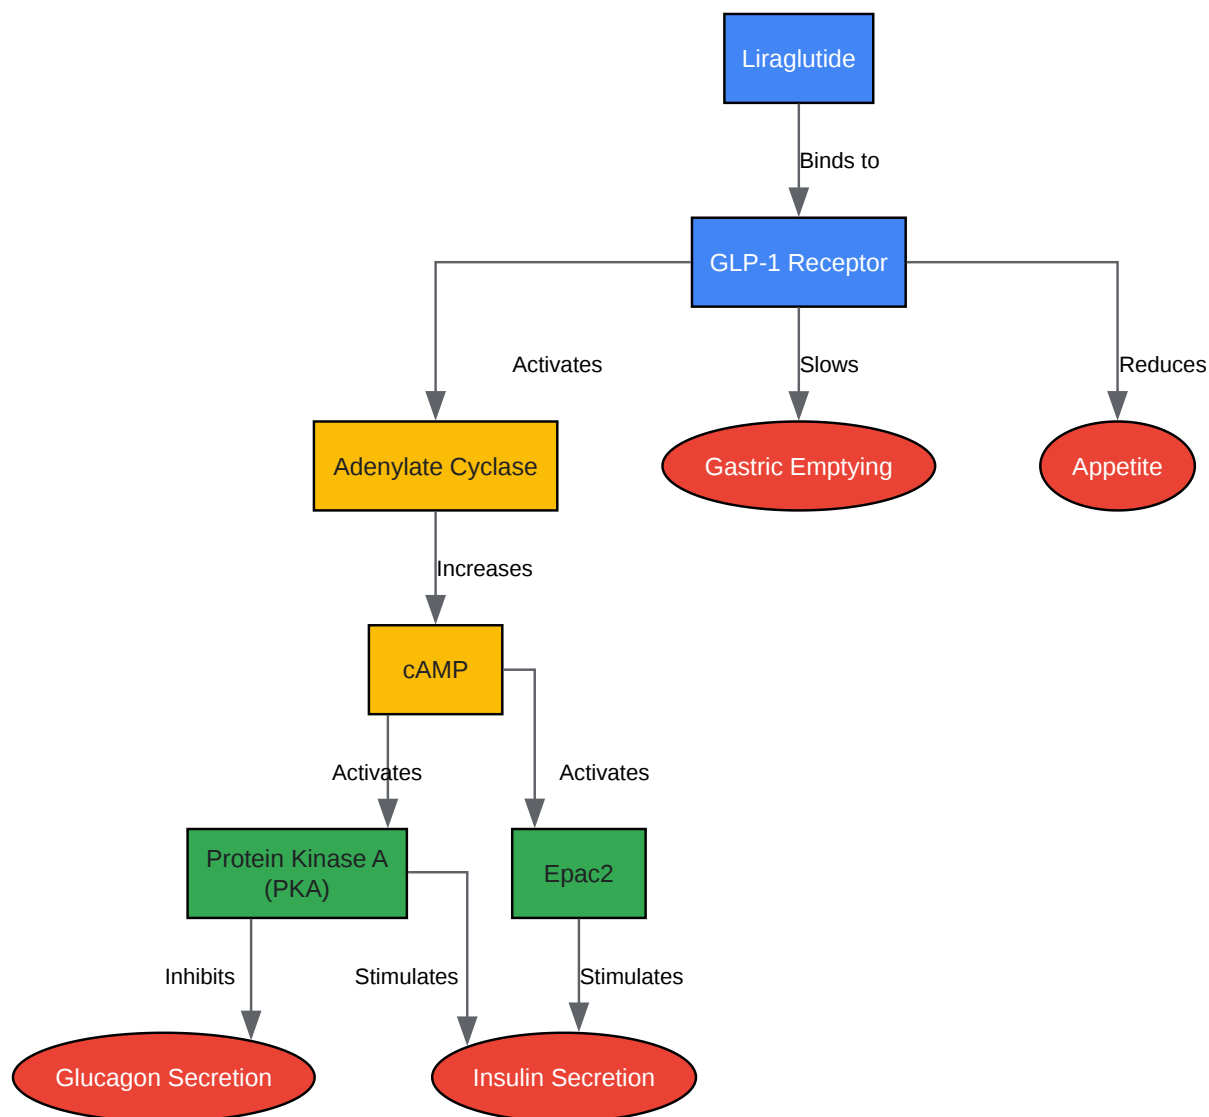 Liraglutide
Binds to
GLP-1 Receptor
Activates
Slows
Reduces
Adenylate Cyclase
Gastric Emptying
Appetite
Increases
cAMP
Activates
Activates
Protein Kinase A
(PKA)
Epac2
Inhibits
Stimulates
Stimulates
Glucagon Secretion
Insulin Secretion